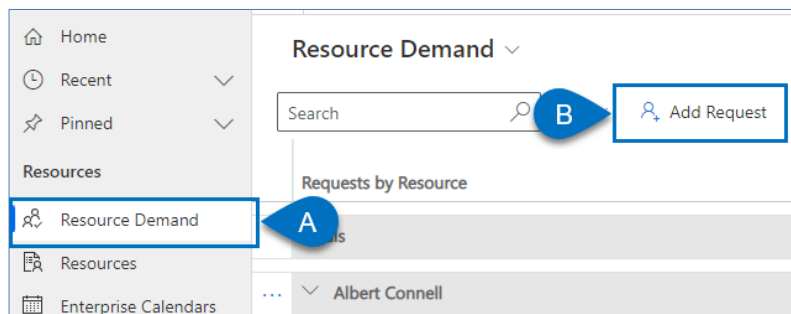 Home
Recent
Pinned
Resources
Resource Demand
Resources
Enterprise Calendars
A
Resource Demand
Search
B
Add Request
Requests by Resource
... Albert Connell